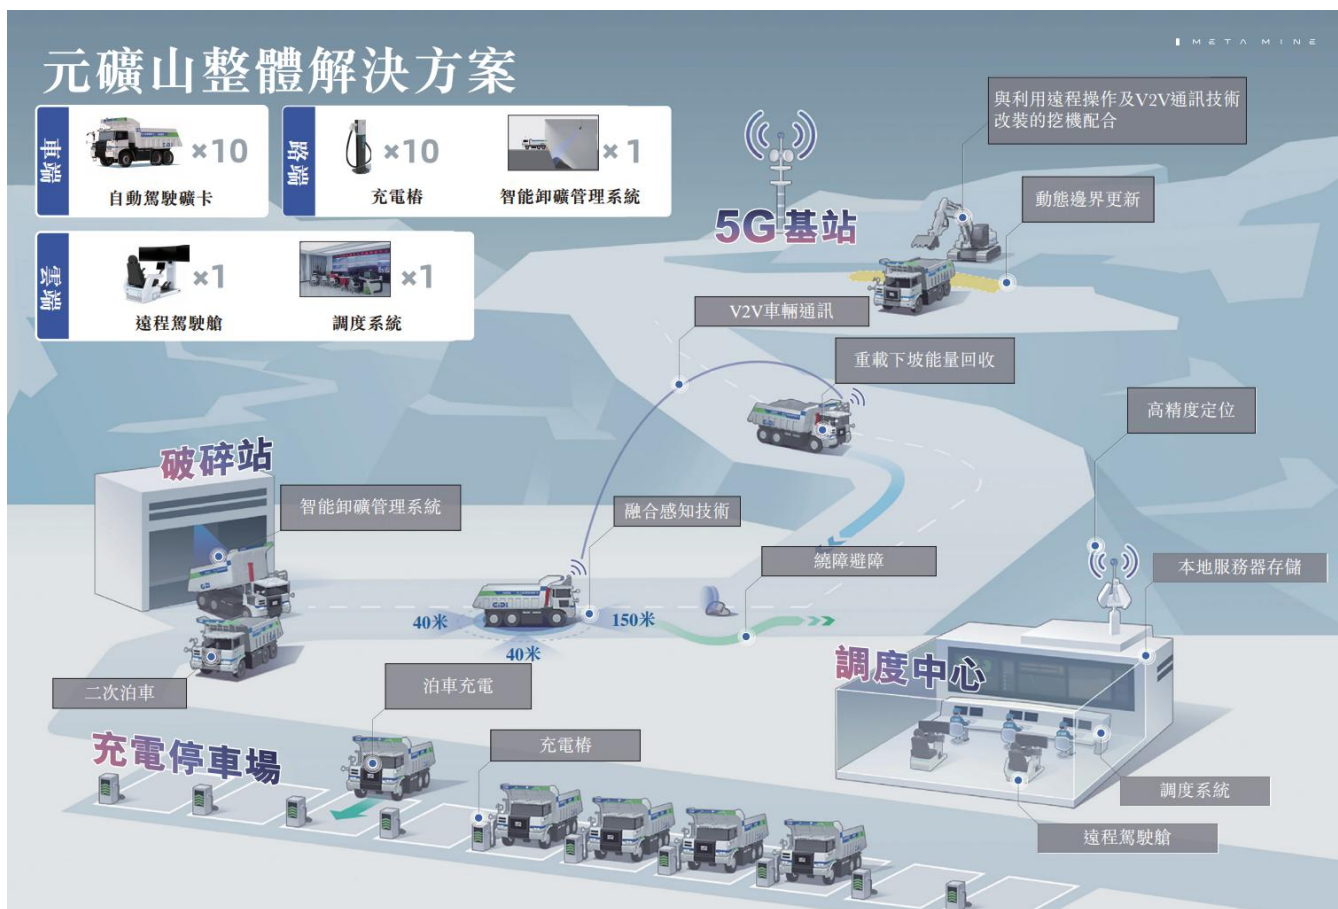 META MINE
元礦山整體解決方案
車端
×10
自動駕駛礦卡
路端
×10
充電樁
×1
智能卸礦管理系統
雲端
×1
遠程駕駛艙
×1
調度系統
與利用遠程操作及V2V通訊技術
改裝的挖機配合
5G基站
動態邊界更新
V2V車輛通訊
重載下坡能量回收
高精度定位
破碎站
智能卸礦管理系統
融合感知技術
繞障避障
本地服務器存儲
CiDi
CiDi
40米
150米
40米
調度中心
二次泊車
泊車充電
充電停車場
充電樁
調度系統
遠程駕駛艙